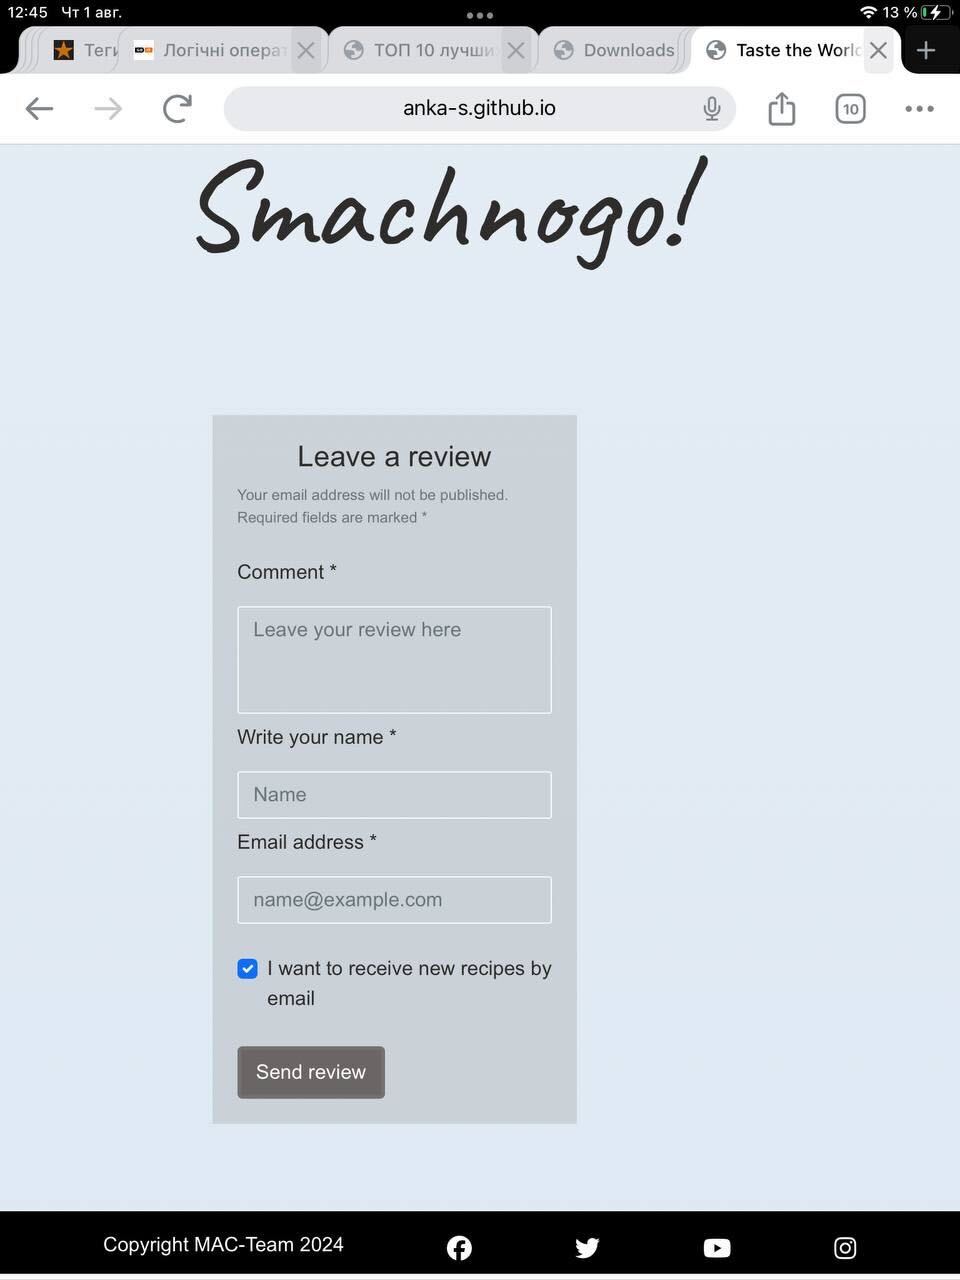 12:45 Чт 1 авг. 13 %
Теги Логічні операт ТОП 10 лучши Downloads Taste the World
anka-s.github.io 10
Smachnogo!
Leave a review
Your email address will not be published.
Required fields are marked *
Comment *
Leave your review here
Write your name *
Name
Email address *
name@example.com
I want to receive new recipes by
email
Send review
Copyright MAC-Team 2024